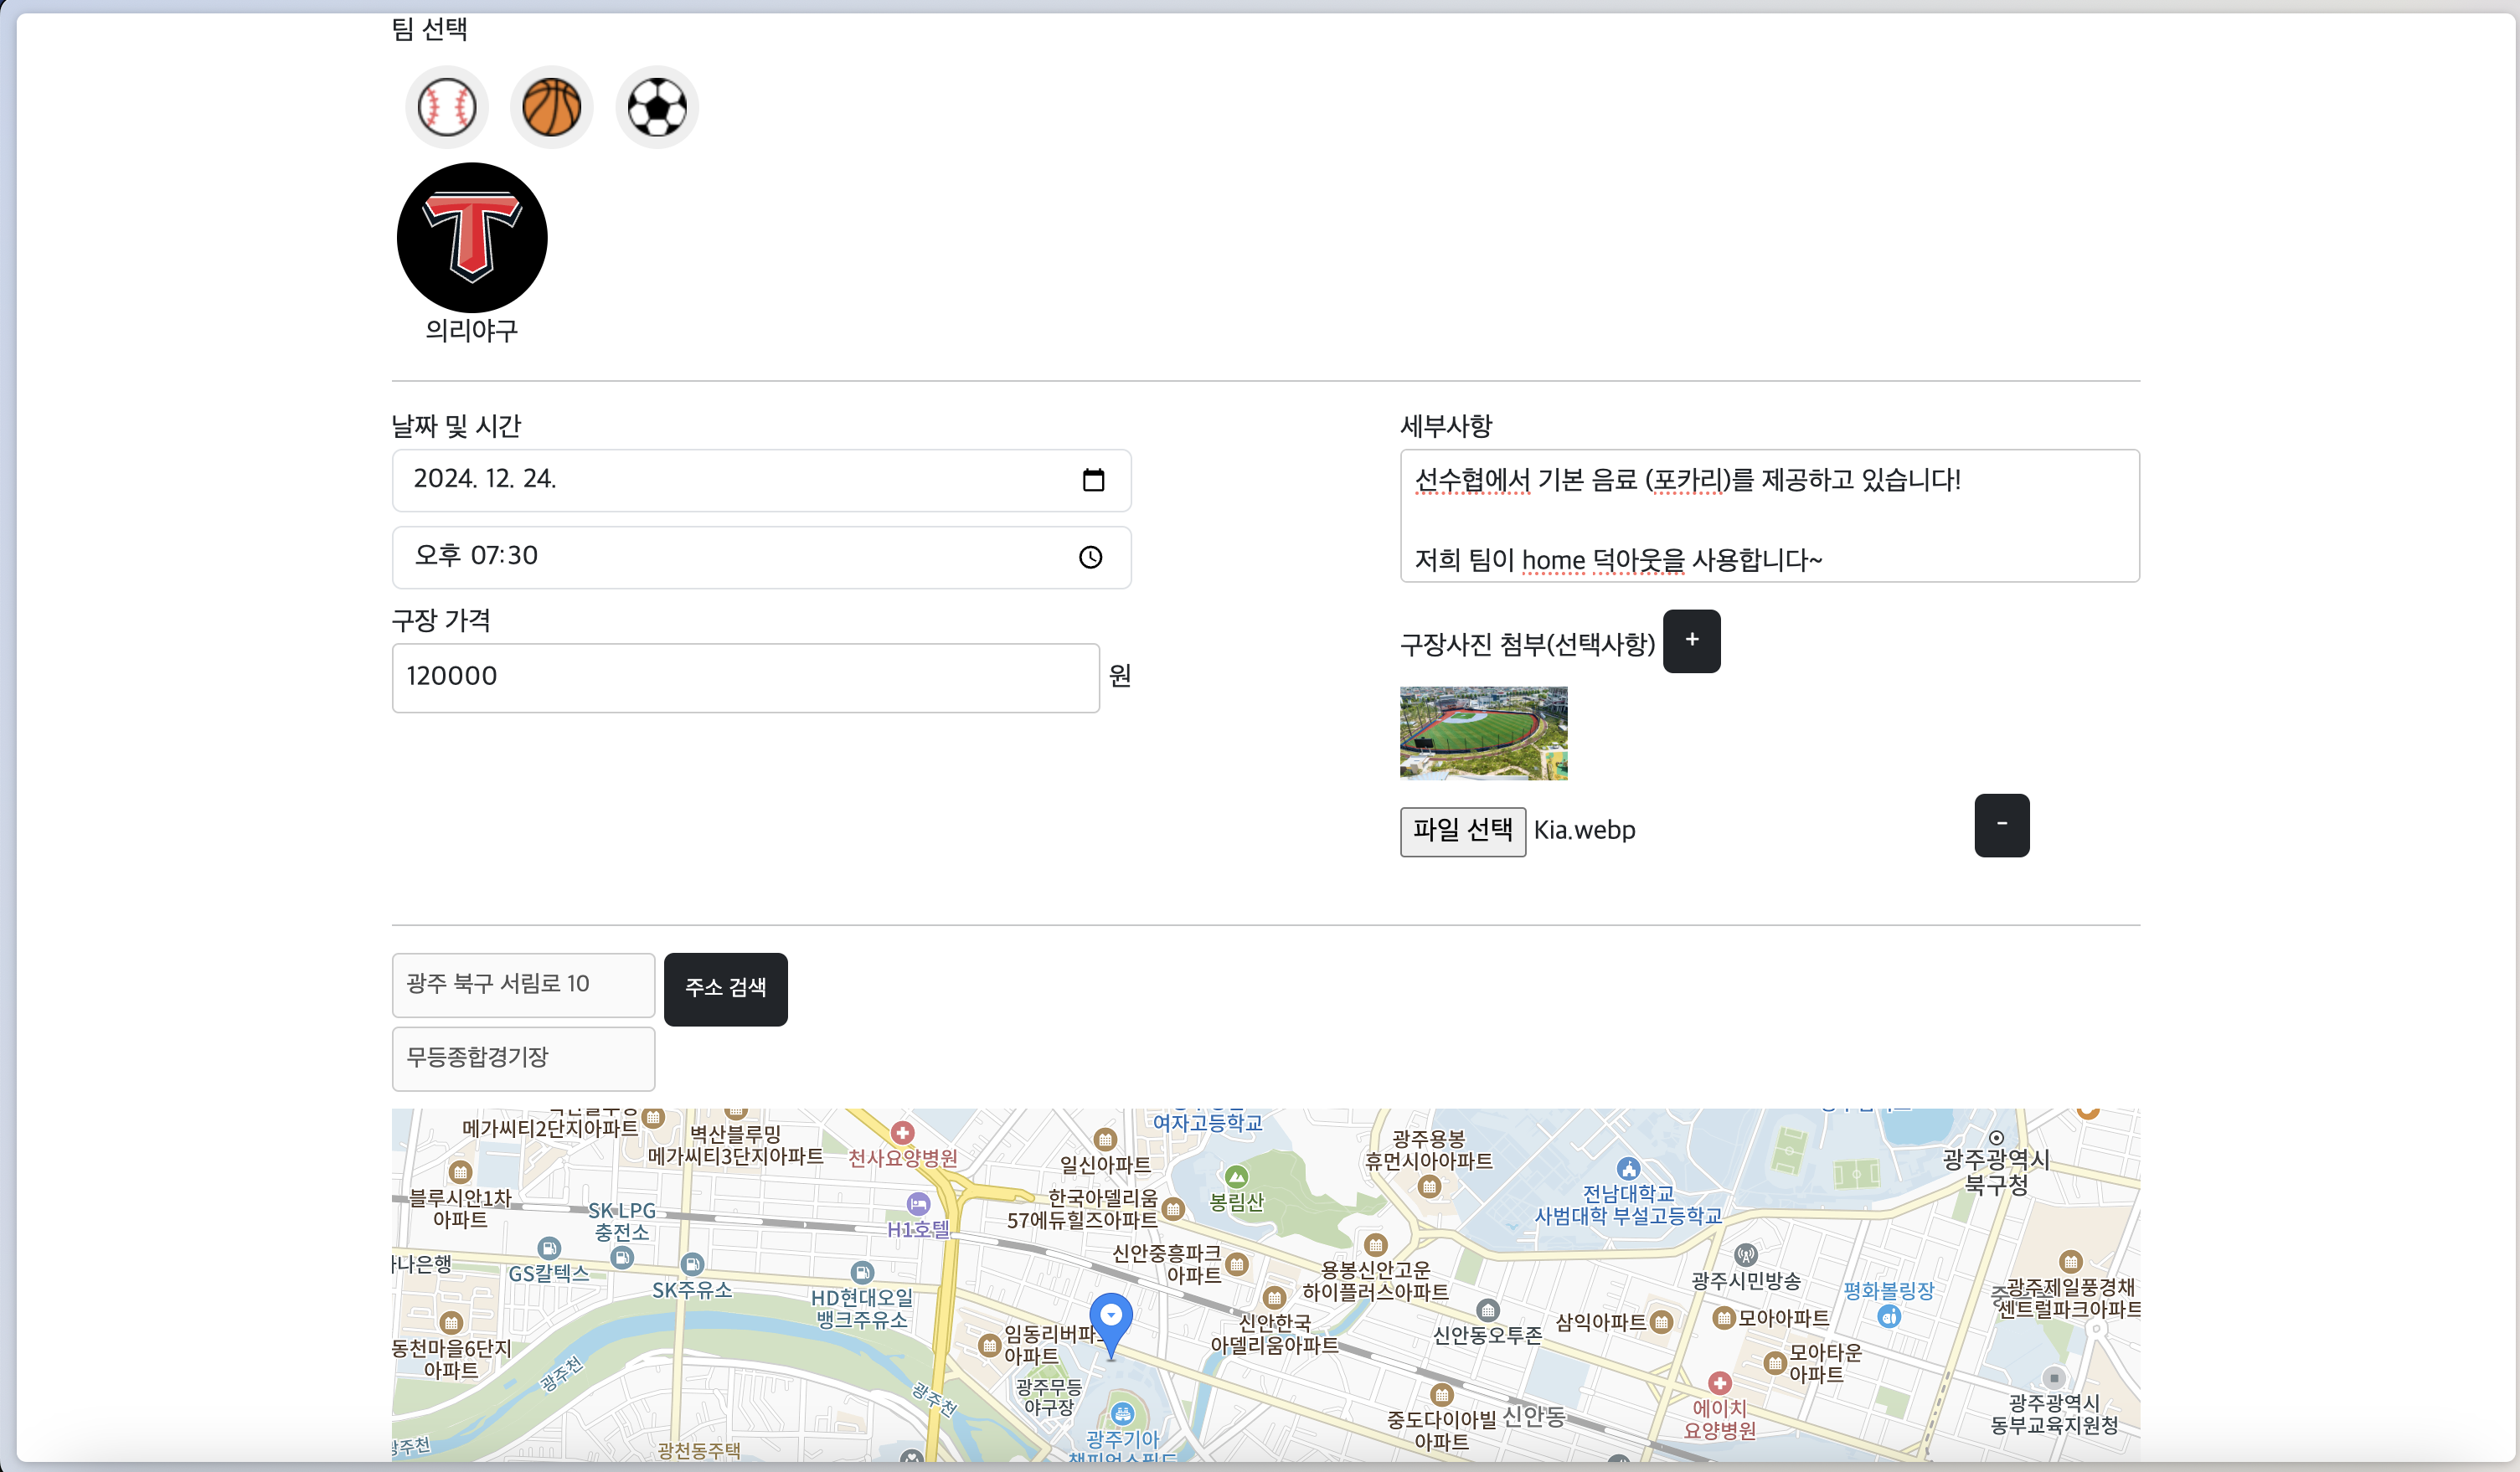 팀 선택
의리야구
날짜 및 시간
2024. 12. 24.
오후 07:30
구장 가격
120000
원
세부사항
선수협에서 기본 음료 (포카리)를 제공하고 있습니다!
저희 팀이 home 덕아웃을 사용합니다~
구장사진 첨부(선택사항)
+
파일 선택 Kia.webp
-
광주 북구 서림로 10
주소 검색
무등종합경기장
메가씨티2단지아파트
벽산블루밍
메가씨티3단지아파트
천사요양병원
일신아파트
여자고등학교
광주용봉
휴먼시아아파트
전남대학교
사범대학 부설고등학교
광주광역시
북구청
블루시안1차
아파트
SK LPG
충전소
H1호텔
한국아델리움
57에듀힐즈아파트
봉림산
GS칼텍스
SK주유소
HD현대오일
뱅크주유소
신안중흥파크
아파트
용봉신안고운
하이플러스아파트
광주시민방송
평화볼링장
광주제일풍경채
센트럴파크아파트
동천마을6단지
아파트
광주천
광주천
임동리버파크
아파트
신안한국
아델리움아파트
신안동오투존
삼익아파트
모아아파트
모아타운
아파트
광주무등
야구장
중도다이아빌
아파트
신안동
에이치
요양병원
광주광역시
동부교육지원청
광주천
광천동주택
광주기아
챔피언스필드